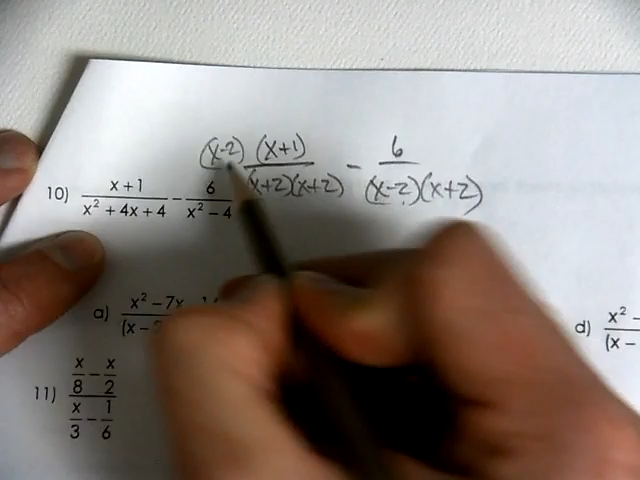 (x-2) (x+1) / (x+2)(x+2) - 6 / (x-2)(x+2)
10) x + 1 / x² + 4x + 4 - 6 / x² - 4
a) x² - 7x / (x -
d) x² - / (x -
11) x/8 - x/2 / x/3 - 1/6